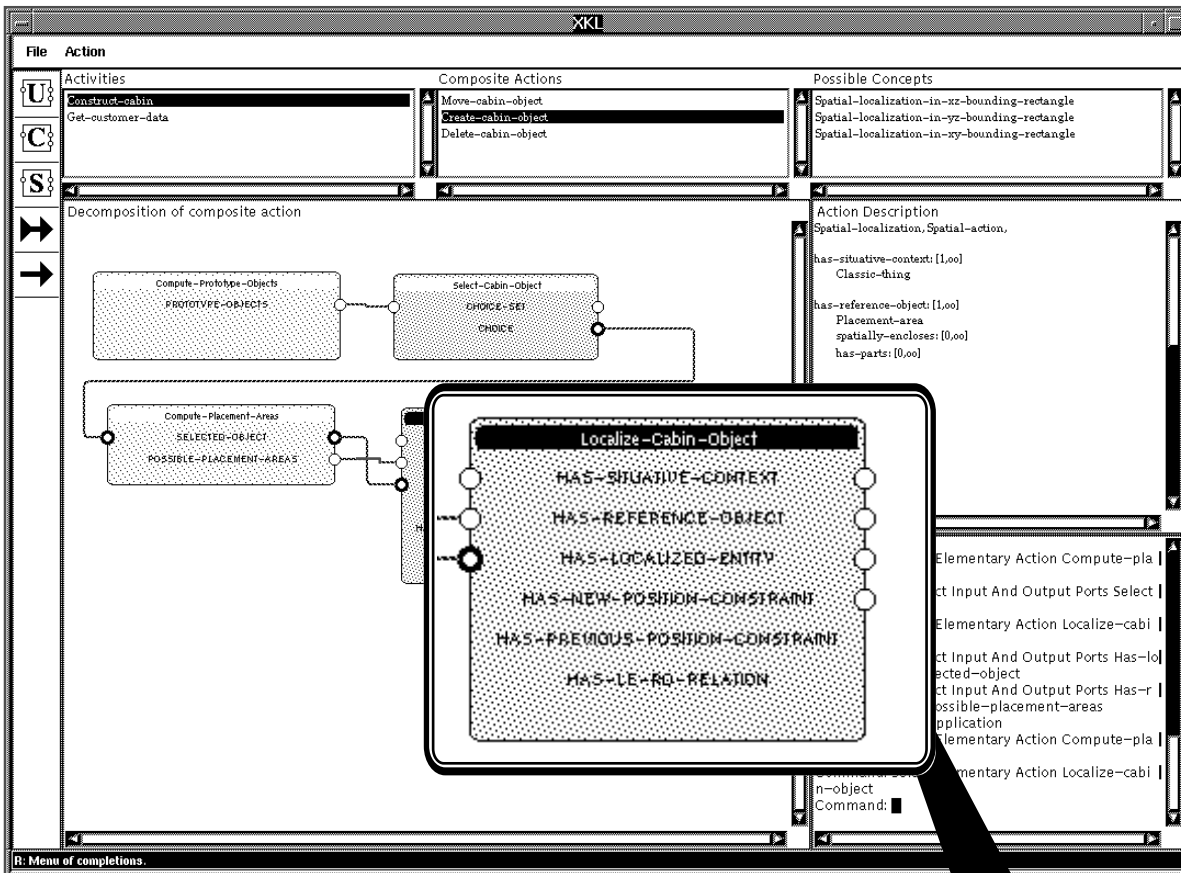 XKL
File Action
U
C
S
Activities
Construct-cabin
Get-customer-data
Composite Actions
Move-cabin-object
Create-cabin-object
Delete-cabin-object
Possible Concepts
Spatial-localization-in-xz-bounding-rectangle
Spatial-localization-in-yz-bounding-rectangle
Spatial-localization-in-xy-bounding-rectangle
Decomposition of composite action
Compute-Prototype-Objects
PROTOTYPE-OBJECTS
Select-Cabin-Object
CHOICE-SET
CHOICE
Compute-Placement-Areas
SELECTED-OBJECT
POSSIBLE-PLACEMENT-AREAS
Localize-Cabin-Object
HAS-SITUATIVE-CONTEXT
HAS-REFERENCE-OBJECT
HAS-LOCALIZED-ENTITY
HAS-NEW-POSITION-CONSTRAINT
HAS-PREVIOUS-POSITION-CONSTRAINT
HAS-LE-RO-RELATION
Action Description
Spatial-localization, Spatial-action,
has-situative-context: [1,oo]
Classic-thing
has-reference-object: [1,oo]
Placement-area
spatially-encloses: [0,oo]
has-parts: [0,oo]
Elementary Action Compute-pla
ct Input And Output Ports Select
Elementary Action Localize-cabi
ct Input And Output Ports Has-lo
ected-object
ct Input And Output Ports Has-r
ossible-placement-areas
pplication
Elementary Action Compute-pla
ementary Action Localize-cabi
n-object
Command:
R: Menu of completions.